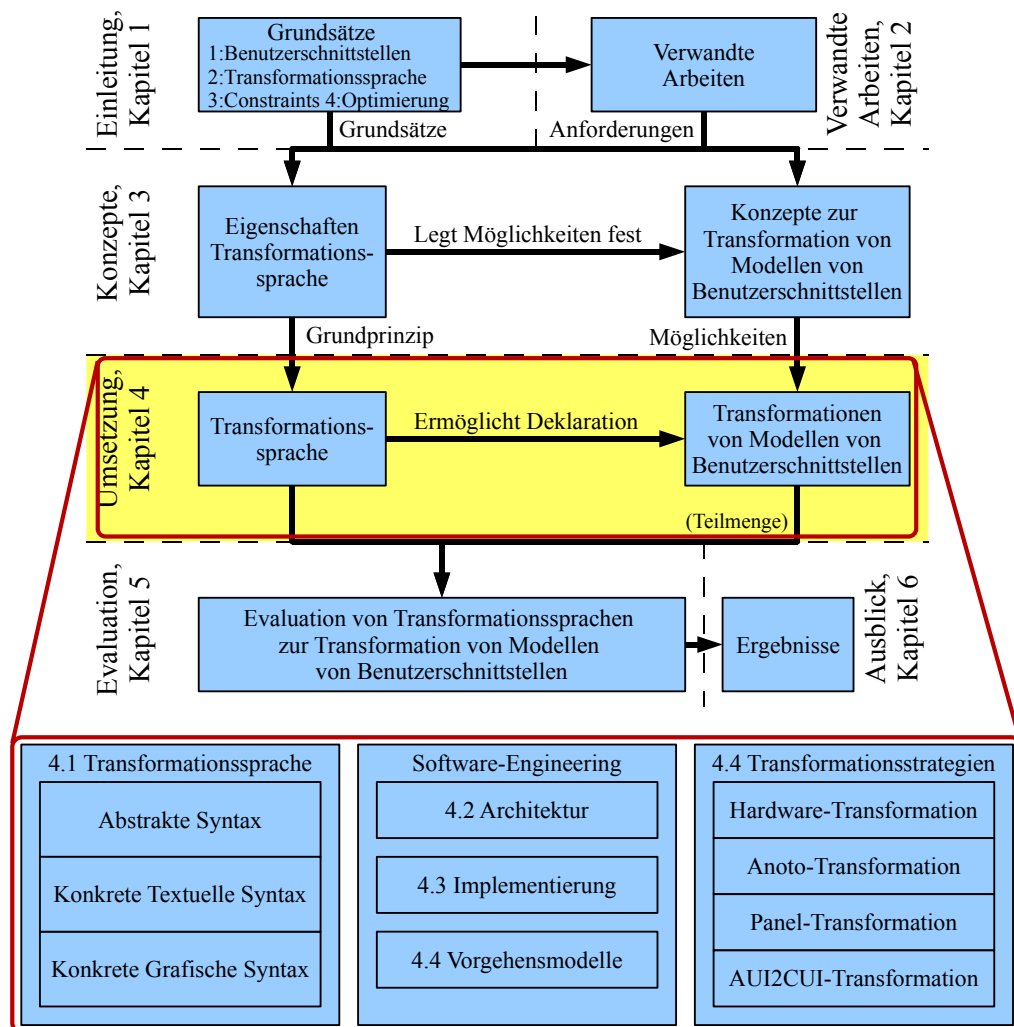 Einleitung,
Kapitel 1
Grundsätze
1:Benutzerschnittstellen
2:Transformationssprache
3:Constraints 4:Optimierung
Verwandte
Arbeiten
Verwandte
Arbeiten,
Kapitel 2
Grundsätze
Anforderungen
Konzepte,
Kapitel 3
Eigenschaften
Transformations-
sprache
Legt Möglichkeiten fest
Konzepte zur
Transformation von
Modellen von
Benutzerschnittstellen
Grundprinzip
Möglichkeiten
Umsetzung,
Kapitel 4
Transformations-
sprache
Ermöglicht Deklaration
Transformationen
von Modellen von
Benutzerschnittstellen
(Teilmenge)
Evaluation,
Kapitel 5
Evaluation von Transformationssprachen
zur Transformation von Modellen
von Benutzerschnittstellen
Ergebnisse
Ausblick,
Kapitel 6
4.1 Transformationssprache
Abstrakte Syntax
Konkrete Textuelle Syntax
Konkrete Grafische Syntax
Software-Engineering
4.2 Architektur
4.3 Implementierung
4.4 Vorgehensmodelle
4.4 Transformationsstrategien
Hardware-Transformation
Anoto-Transformation
Panel-Transformation
AUI2CUI-Transformation